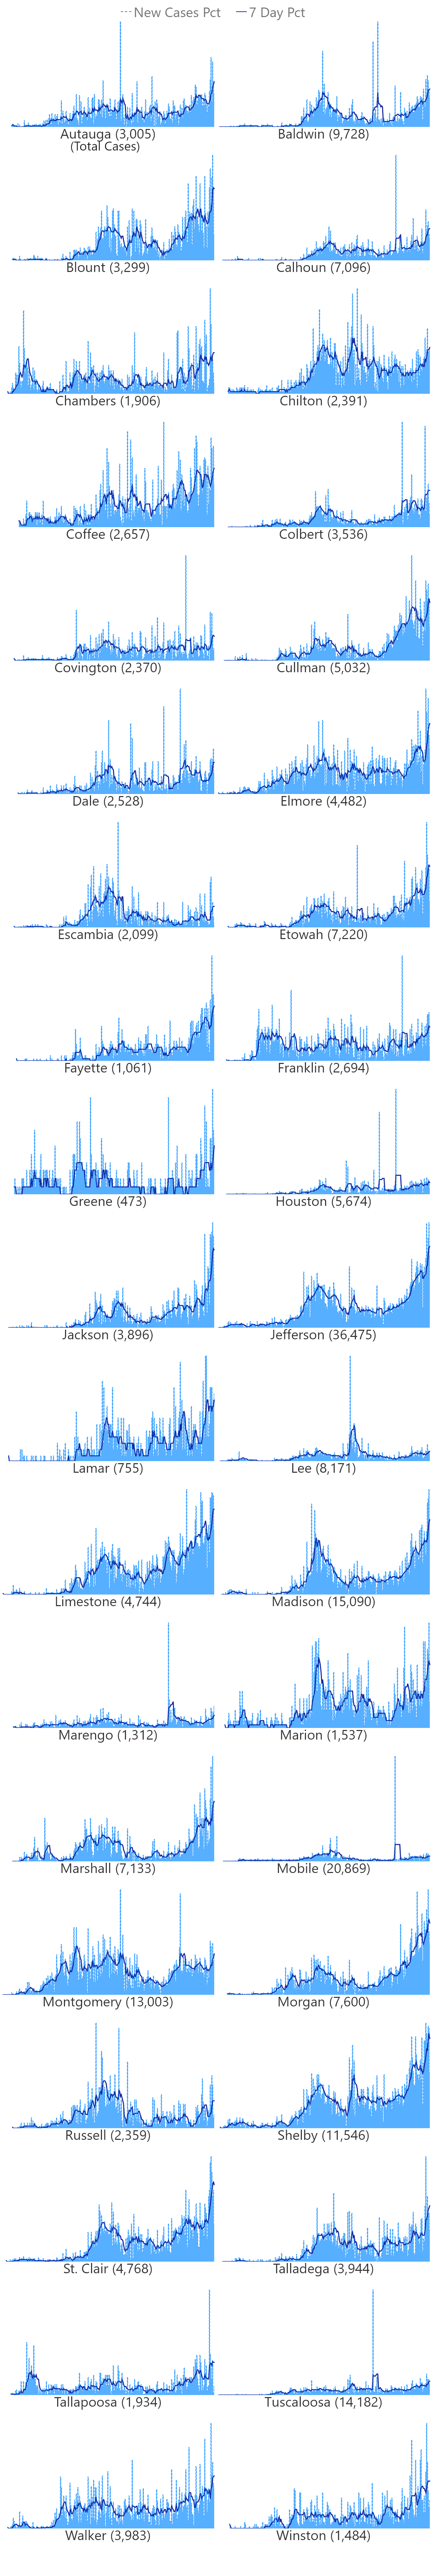 New Cases Pct 7 Day Pct
Autauga (3,005) Baldwin (9,728)
(Total Cases)
Blount (3,299) Calhoun (7,096)
Chambers (1,906) Chilton (2,391)
Coffee (2,657) Colbert (3,536)
Covington (2,370) Cullman (5,032)
Dale (2,528) Elmore (4,482)
Escambia (2,099) Etowah (7,220)
Fayette (1,061) Franklin (2,694)
Greene (473) Houston (5,674)
Jackson (3,896) Jefferson (36,475)
Lamar (755) Lee (8,171)
Limestone (4,744) Madison (15,090)
Marengo (1,312) Marion (1,537)
Marshall (7,133) Mobile (20,869)
Montgomery (13,003) Morgan (7,600)
Russell (2,359) Shelby (11,546)
St. Clair (4,768) Talladega (3,944)
Tallapoosa (1,934) Tuscaloosa (14,182)
Walker (3,983) Winston (1,484)